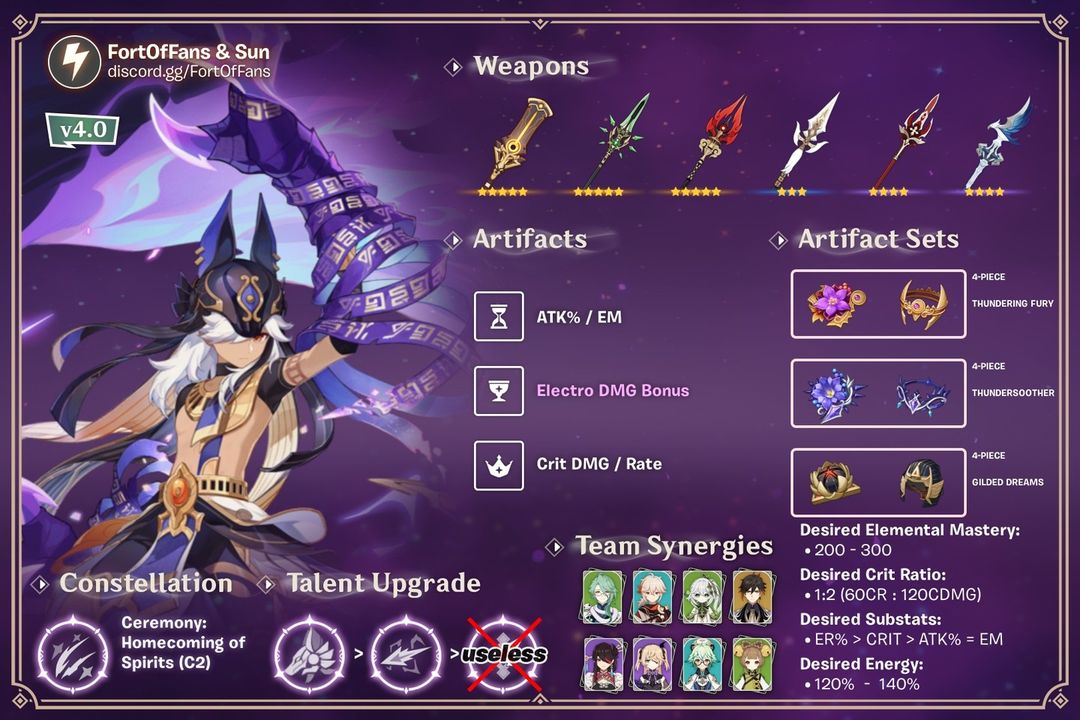 FortOfFans & Sun
discord.gg/FortOfFans
v4.0
Weapons
Artifacts
ATK% / EM
Electro DMG Bonus
Crit DMG / Rate
Artifact Sets
4-PIECE
THUNDERING FURY
4-PIECE
THUNDERSOOTHER
4-PIECE
GILDED DREAMS
Constellation
Ceremony:
Homecoming of
Spirits (C2)
Talent Upgrade
> > useless
Team Synergies
Desired Elemental Mastery:
• 200 - 300
Desired Crit Ratio:
• 1:2 (60CR : 120CDMG)
Desired Substats:
• ER% > CRIT > ATK% = EM
Desired Energy:
• 120% - 140%